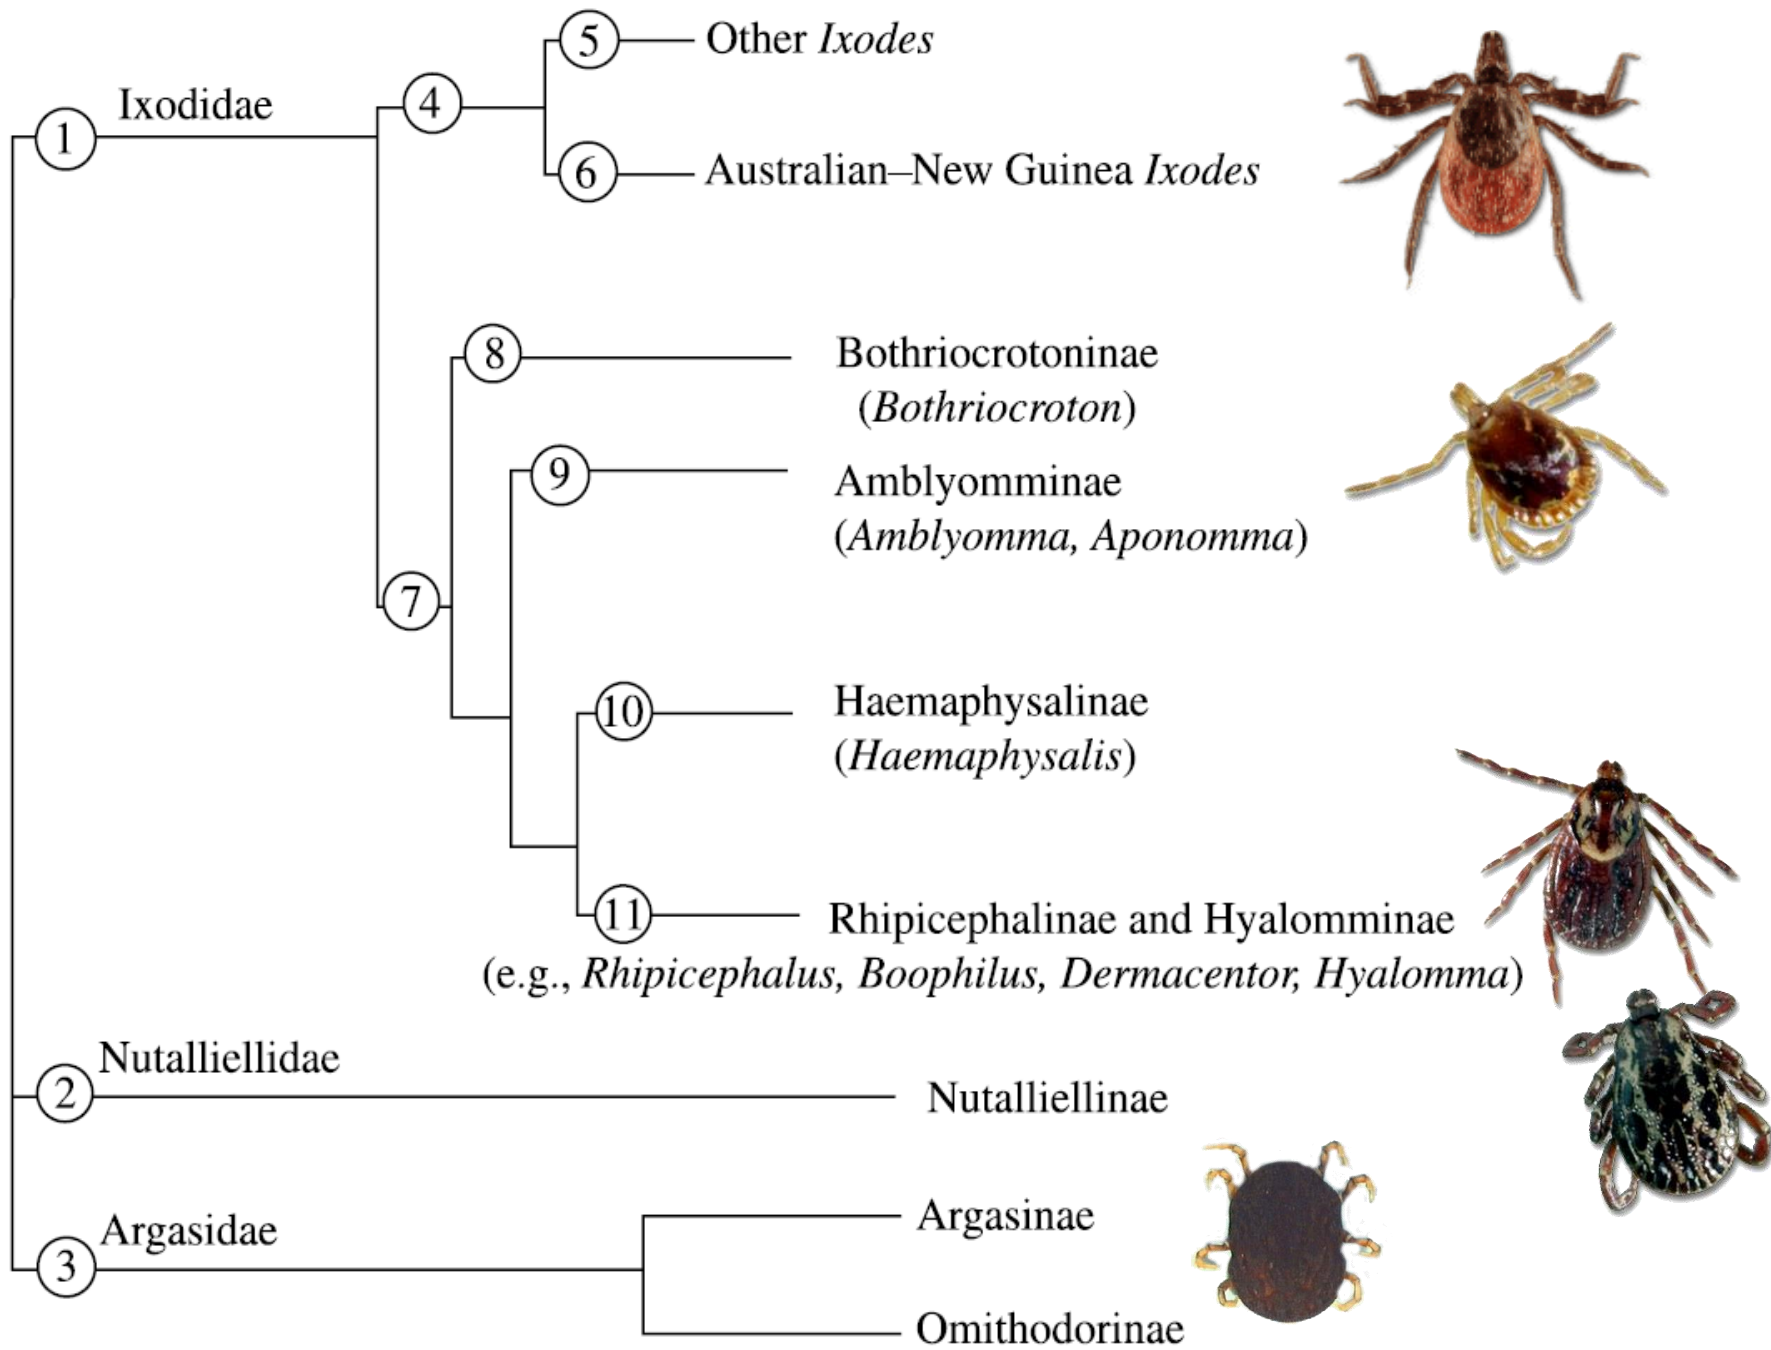 5
Other Ixodes
4
Ixodidae
1
6
Australian–New Guinea Ixodes
8
Bothriocrotoninae
(Bothriocroton)
9
Amblyomminae
(Amblyomma, Aponomma)
7
10
Haemaphysalinae
(Haemaphysalis)
11
Rhipicephalinae and Hyalomminae
(e.g., Rhipicephalus, Boophilus, Dermacentor, Hyalomma)
2
Nutalliellidae
Nutalliellinae
3
Argasidae
Argasinae
Omithodorinae